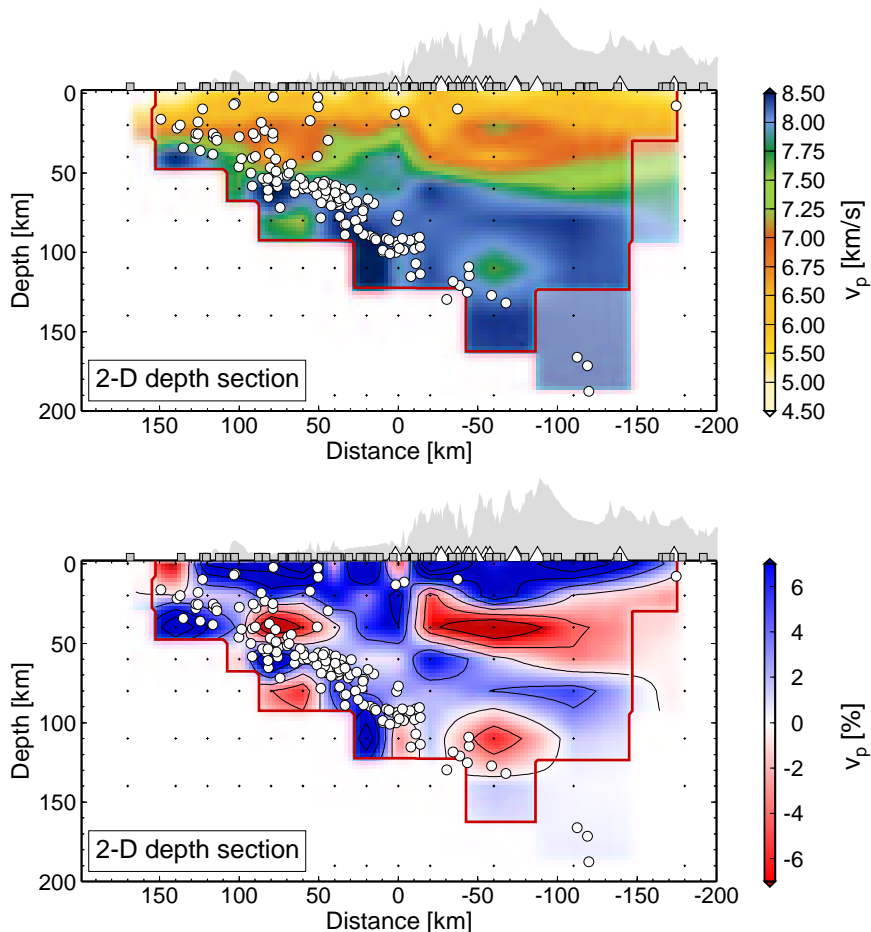 0
50
100
150
200
Depth [km]
150 100 50 0 -50 -100 -150 -200
Distance [km]
2-D depth section
8.50
8.00
7.75
7.50
7.25
7.00
6.75
6.50
6.00
5.50
5.00
4.50
v_p [km/s]
0
50
100
150
200
Depth [km]
150 100 50 0 -50 -100 -150 -200
Distance [km]
2-D depth section
6
4
2
0
-2
-4
-6
v_p [%]